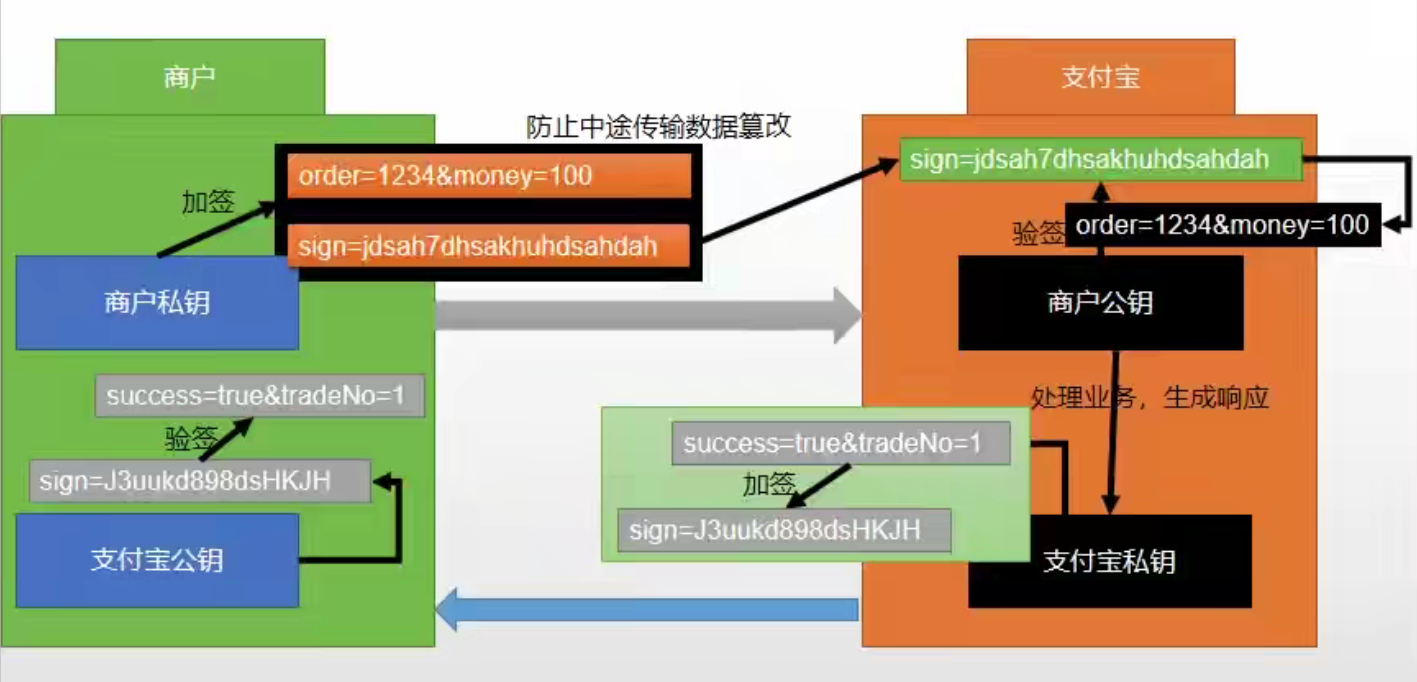 商户
支付宝
防止中途传输数据篡改
order=1234&money=100
sign=jdsah7dhsakhuhdsahdah
加签
sign=jdsah7dhsakhuhdsahdah
order=1234&money=100
验签
商户私钥
商户公钥
success=true&tradeNo=1
处理业务，生成响应
验签
success=true&tradeNo=1
sign=J3uukd898dsHKJH
加签
sign=J3uukd898dsHKJH
支付宝公钥
支付宝私钥